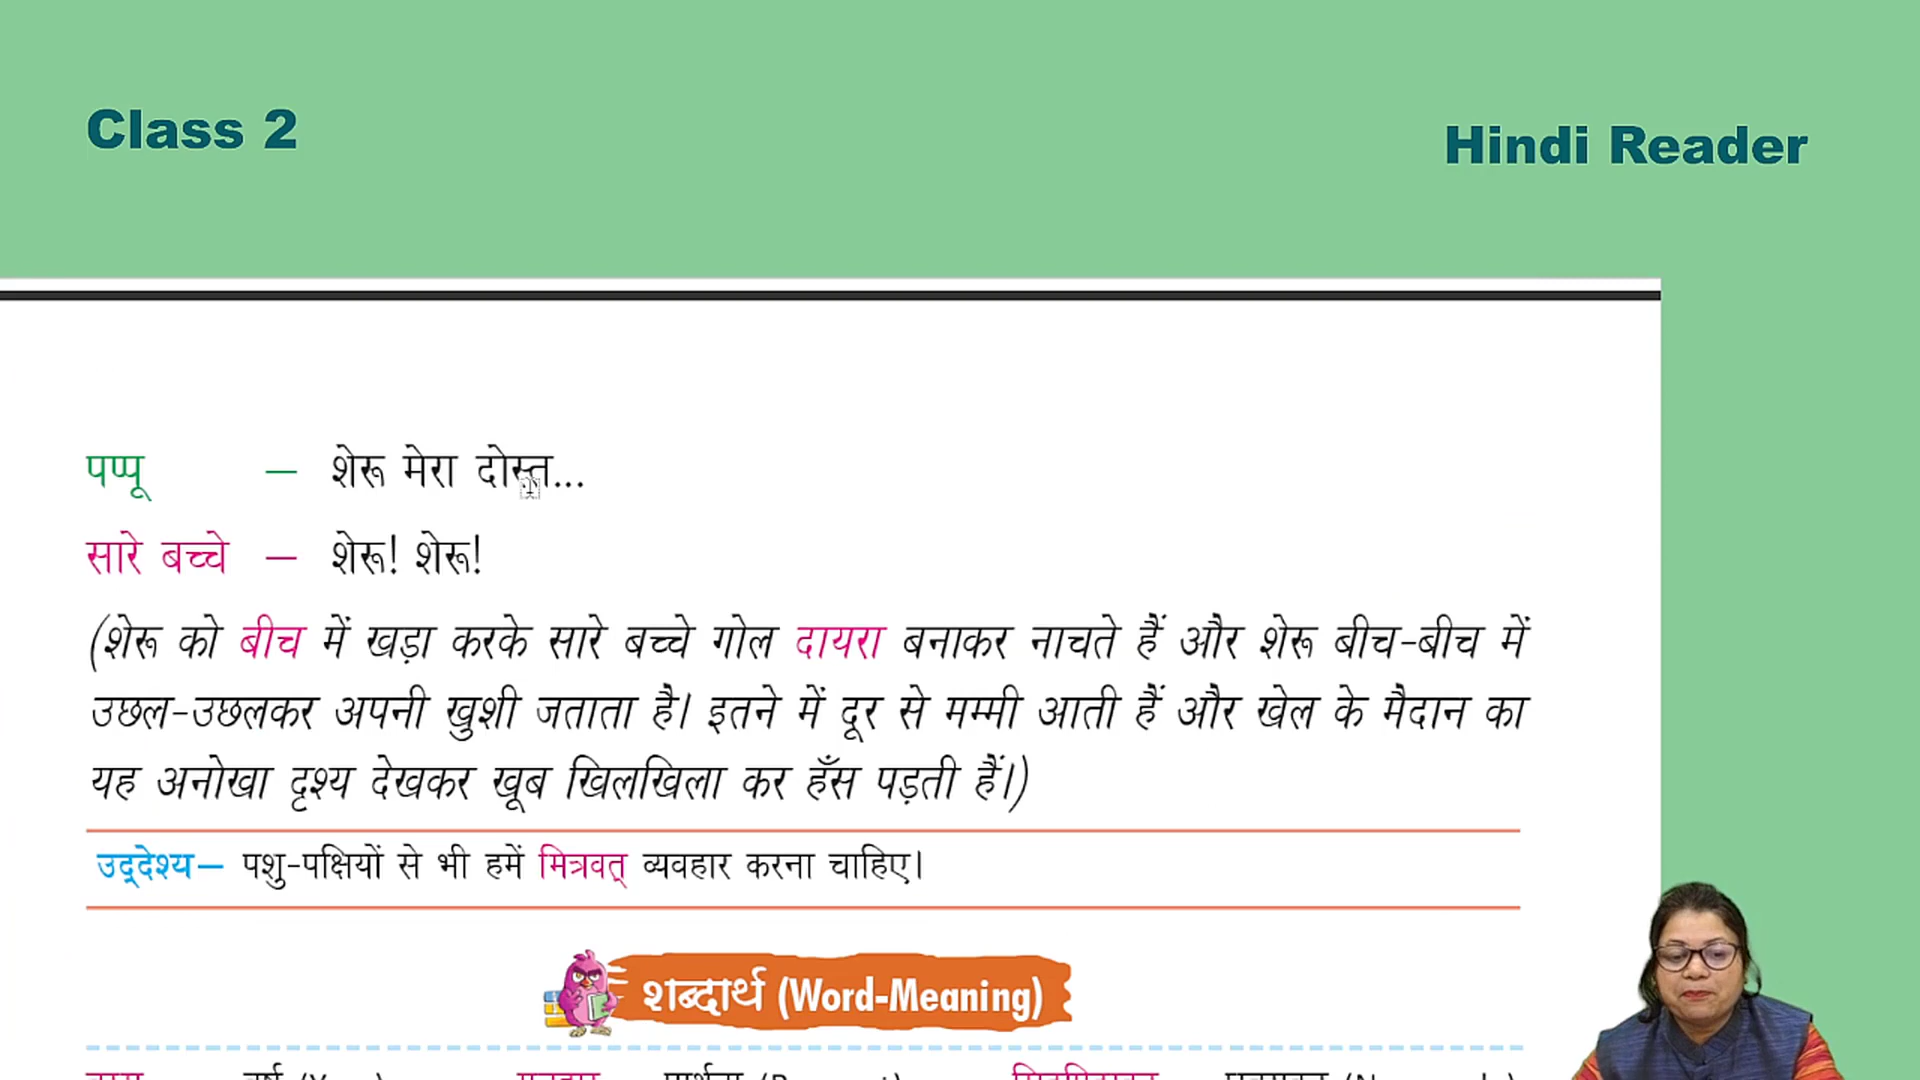 Class 2
Hindi Reader
पप्पू – शेरू मेरा दोस्त...
सारे बच्चे – शेरू! शेरू!
(शेरू को बीच में खड़ा करके सारे बच्चे गोल दायरा बनाकर नाचते हैं और शेरू बीच-बीच में
उछल-उछलकर अपनी खुशी जताता है। इतने में दूर से मम्मी आती हैं और खेल के मैदान का
यह अनोखा दृश्य देखकर खूब खिलखिला कर हँस पड़ती हैं।)
उद्‌देश्य– पशु-पक्षियों से भी हमें मित्रवत् व्यवहार करना चाहिए।
शब्दार्थ (Word-Meaning)